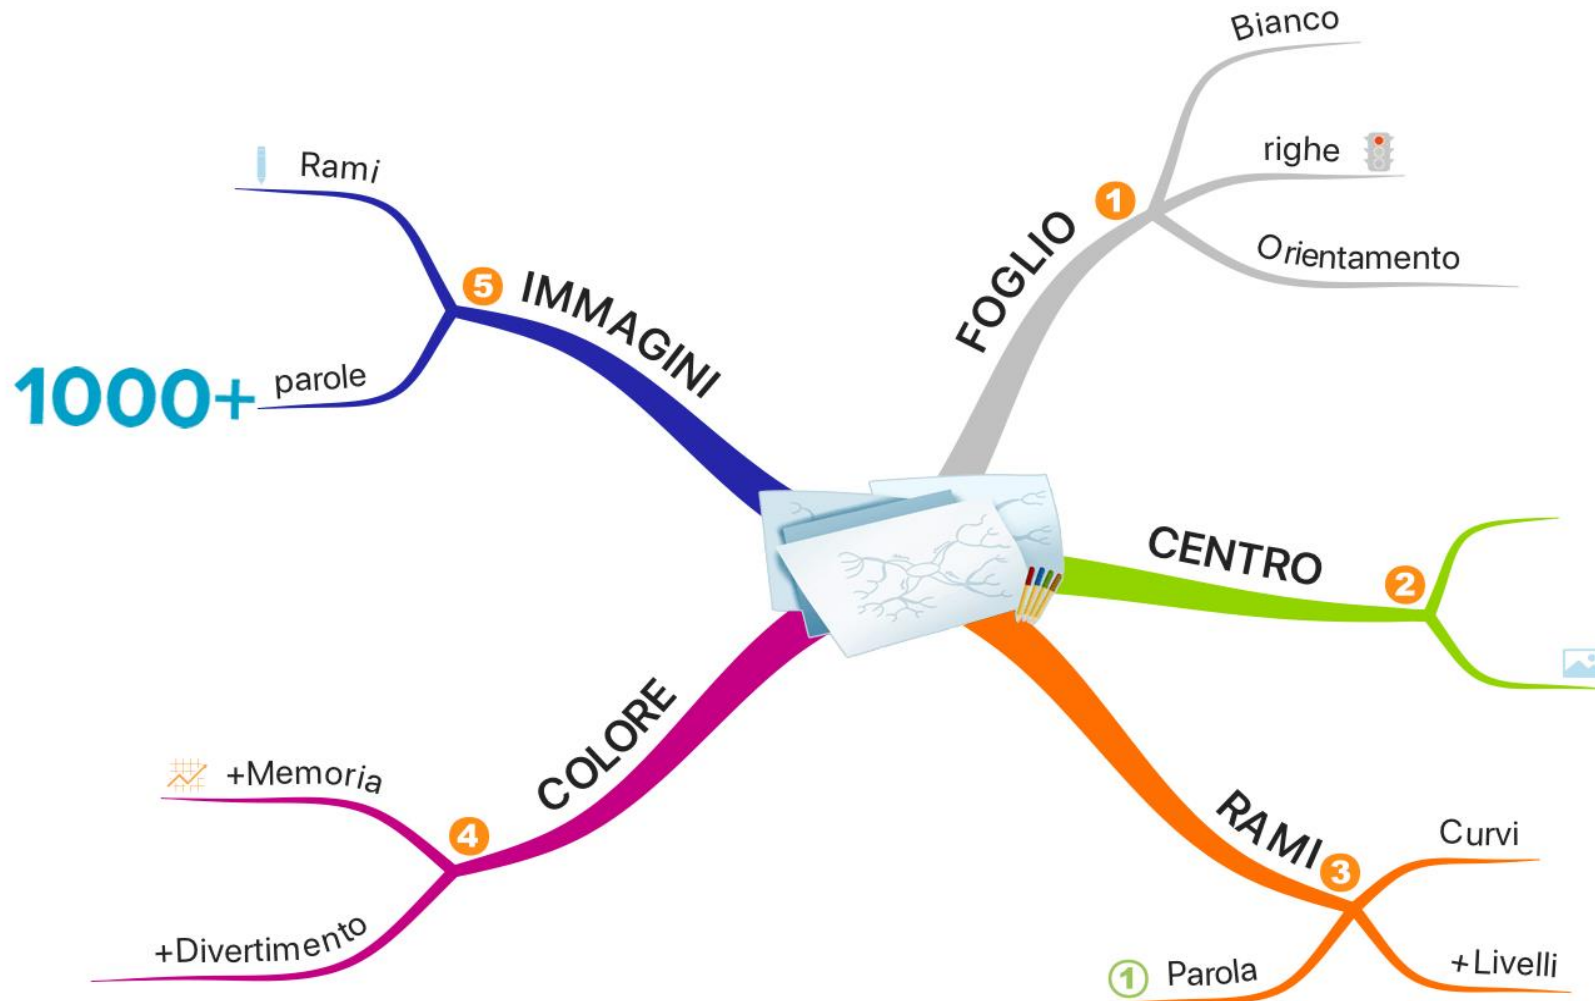 FOGLIO 1
Bianco
righe
Orientamento
CENTRO 2
RAMI 3
Curvi
+Livelli
1 Parola
COLORE 4
+Memoria
+Divertimento
5 IMMAGINI
Rami
1000+ parole